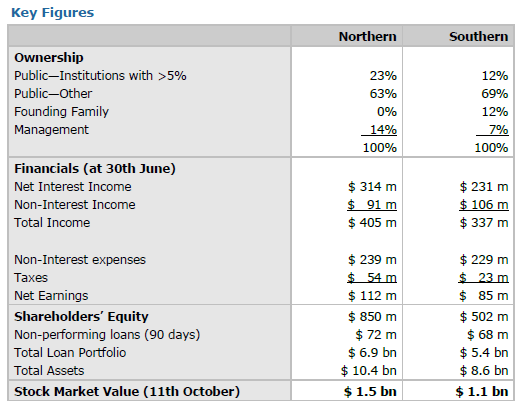 Key Figures
Northern Southern
Ownership
Public—Institutions with >5% 23% 12%
Public—Other 63% 69%
Founding Family 0% 12%
Management 14% 7%
100% 100%
Financials (at 30th June)
Net Interest Income $ 314 m $ 231 m
Non-Interest Income $ 91 m $ 106 m
Total Income $ 405 m $ 337 m
Non-Interest expenses $ 239 m $ 229 m
Taxes $ 54 m $ 23 m
Net Earnings $ 112 m $ 85 m
Shareholders' Equity $ 850 m $ 502 m
Non-performing loans (90 days) $ 72 m $ 68 m
Total Loan Portfolio $ 6.9 bn $ 5.4 bn
Total Assets $ 10.4 bn $ 8.6 bn
Stock Market Value (11th October) $ 1.5 bn $ 1.1 bn